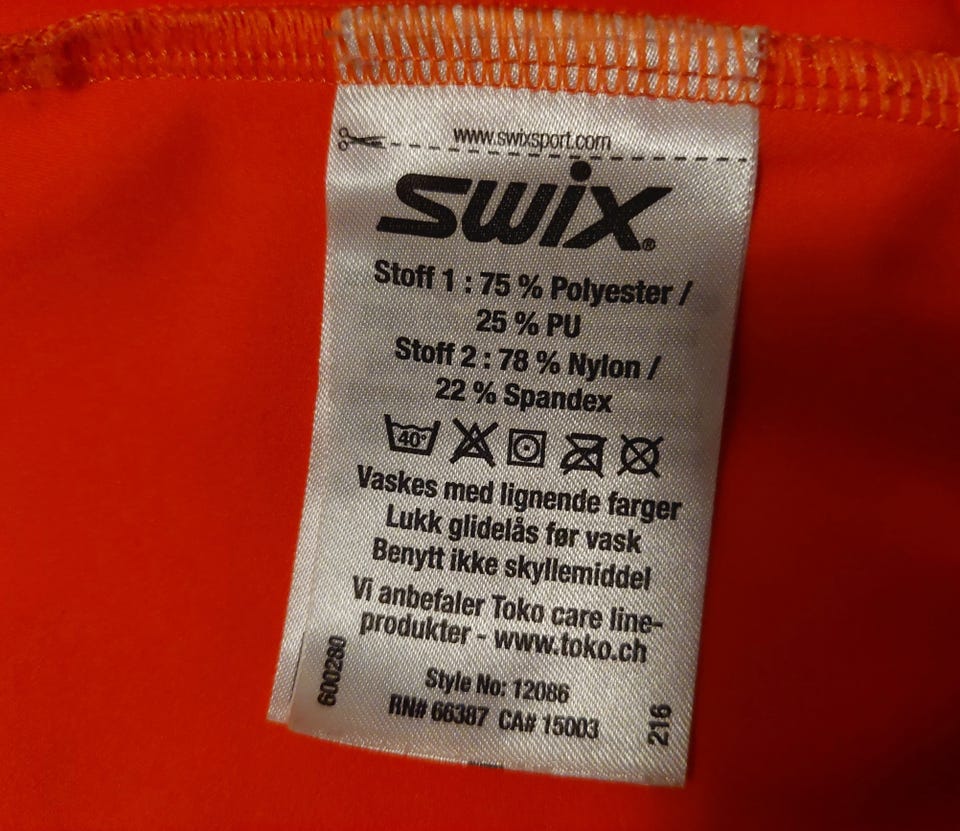 www.swixsport.com
SWIX®
Stoff 1 : 75 % Polyester /
25 % PU
Stoff 2 : 78 % Nylon /
22 % Spandex
40°
Vaskes med lignende farger
Lukk glidelås før vask
Benytt ikke skyllemiddel
Vi anbefaler Toko care line-
produkter - www.toko.ch
Style No: 12086
RN# 66387 CA# 15003
600280
216